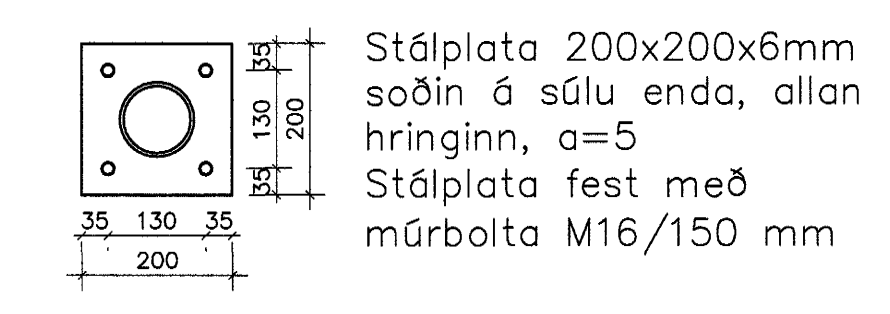 Stálplata 200x200x6mm
soðin á súlu enda, allan
hringinn, a=5
Stálplata fest með
múrbolta M16/150 mm
35
130
35
200
35 130 35
200